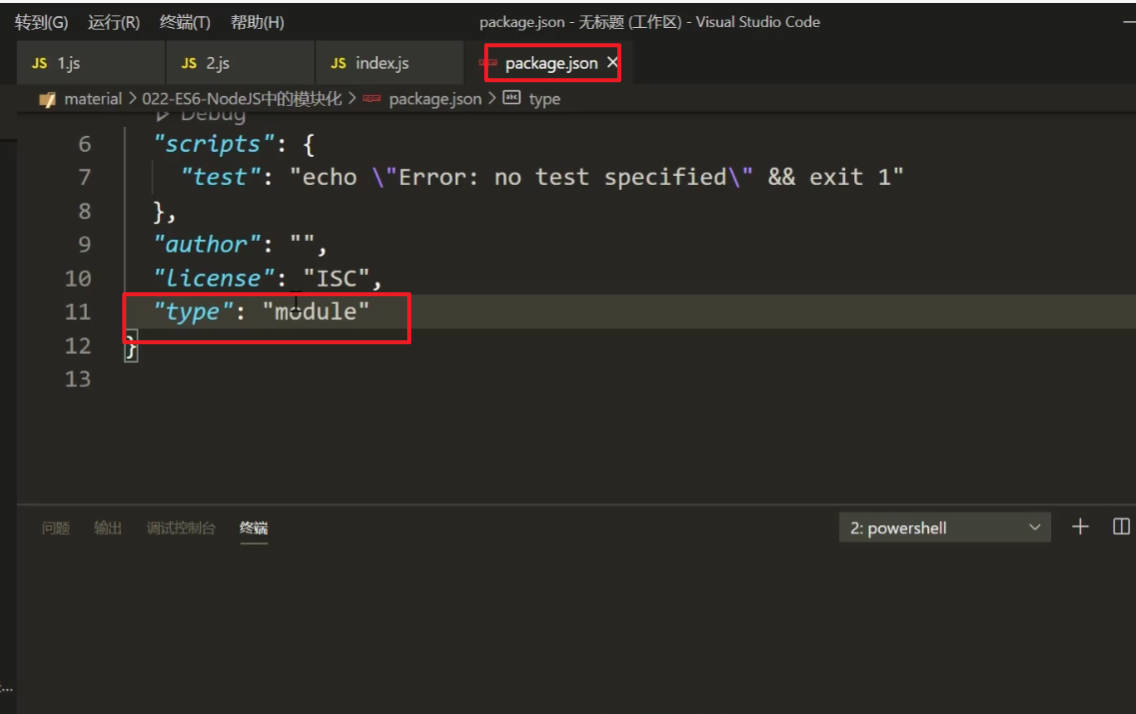 转到(G) 运行(R) 终端(T) 帮助(H) package.json - 无标题 (工作区) - Visual Studio Code
JS 1.js JS 2.js JS index.js package.json ×
material > 022-ES6-NodeJS中的模块化 > package.json > abc type
Debug
6 "scripts": {
7 "test": "echo \"Error: no test specified\" && exit 1"
8 },
9 "author": "",
10 "license": "ISC",
11 "type": "module"
12 }
13
问题 输出 调试控制台 终端 2: powershell